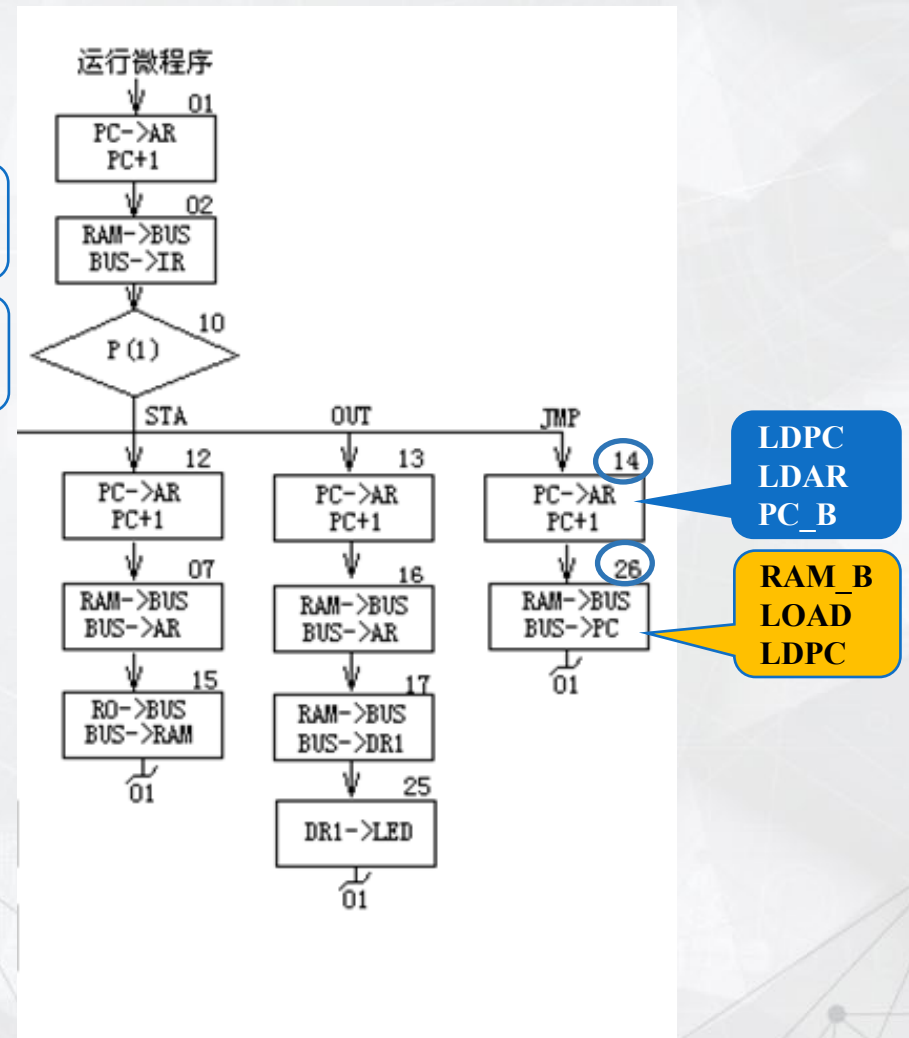 运行微程序
01
PC->AR
PC+1
02
RAM->BUS
BUS->IR
10
P(1)
STA
12
PC->AR
PC+1
07
RAM->BUS
BUS->AR
15
RO->BUS
BUS->RAM
01
OUT
13
PC->AR
PC+1
16
RAM->BUS
BUS->AR
17
RAM->BUS
BUS->DR1
25
DR1->LED
01
JMP
14
PC->AR
PC+1
26
RAM->BUS
BUS->PC
01
LDPC
LDAR
PC_B
RAM_B
LOAD
LDPC